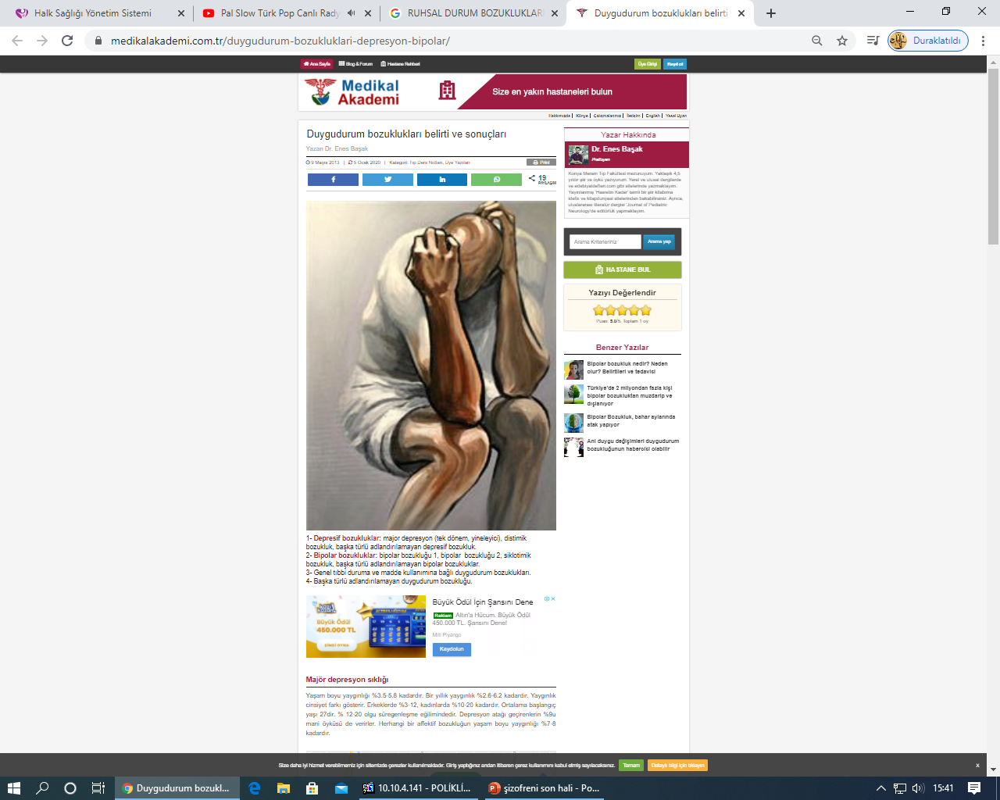 Halk Sağlığı Yönetim Sistemi
Pal Slow Türk Pop Canlı Rady
RUHSAL DURUM BOZUKLUKLARI
Duygudurum bozuklukları belirti
medikalakademi.com.tr/duygudurum-bozukluklari-depresyon-bipolar/
Duraklatıldı
Ana Sayfa Blog & Forum Hastane Rehberi
Üye Girişi Kayıt ol
Medikal
Akademi
Size en yakın hastaneleri bulun
Hakkımızda | Künye | Çalışmalarımız | İletişim | English | Yasal Uyarı
Duygudurum bozuklukları belirti ve sonuçları
Yazan Dr. Enes Başak
9 Mayıs 2013 | 5 Ocak 2020 | Kategori: Tıp Ders Notları, Üye Yazıları
Print
19
PAYLAŞIM
Yazar Hakkında
Dr. Enes Başak
Pratisyen
Konya Meram Tıp Fakültesi mezunuyum. Yaklaşık 4,5
yıldır şiir ve öykü yazıyorum. Yerel ve ulusal dergilerde
ve edebiyatdefteri.com gibi sitelerinde yazmaktayım.
Yayınlanmış 'Hasretin Kadar' isimli bir şiir kitabıma
idefix ve kitapdunyasi sitelerinden bakabilirsiniz. Ayrıca,
uluslararası literatür dergisi 'Journal of Pediatric
Neurology'de editörlük yapmaktayım.
Arama Kriterleriniz
Arama yap
HASTANE BUL
Yazıyı Değerlendir
Puan: 5.0/5. Toplam 1 oy
Benzer Yazılar
Bipolar bozukluk nedir? Neden
olur? Belirtileri ve tedavisi
Türkiye'de 2 milyondan fazla kişi
bipolar bozukluktan muzdarip ve
dışlanıyor
Bipolar Bozukluk, bahar aylarında
atak yapıyor
Ani duygu değişimleri duygudurum
bozukluğunun habercisi olabilir
1- Depresif bozukluklar: major depresyon (tek dönem, yineleyici), distimik
bozukluk, başka türlü adlandırılamayan depresif bozukluk.
2- Bipolar bozukluklar: bipolar bozukluğu 1, bipolar bozukluğu 2, siklotimik
bozukluk, başka türlü adlandırılamayan bipolar bozukluklar.
3- Genel tıbbi duruma ve madde kullanımına bağlı duygudurum bozuklukları.
4- Başka türlü adlandırılamayan duygudurum bozukluğu.
Büyük Ödül
450.000 TL
ŞİMDİ OYNA
Büyük Ödül İçin Şansını Dene
Reklam Altın'a Hücum. Büyük Ödül
450.000 TL. Şansını Dene!
Milli Piyango
Kaydolun
Majör depresyon sıklığı
Yaşam boyu yaygınlığı %3.5-5.8 kadardır. Bir yıllık yaygınlık %2.6-6.2 kadardır. Yaygınlık
cinsiyet farkı gösterir. Erkeklerde %3-12, kadınlarda %10-20 kadardır. Ortalama başlangıç
yaşı 27dir. % 12-20 olgu süregenleşme eğilimindedir. Depresyon atağı geçirenlerin %9u
mani öyküsü de verirler. Herhangi bir affektif bozukluğun yaşam boyu yaygınlığı %7-8
kadardır.
Size daha iyi hizmet verebilmemiz için sitemizde çerezler kullanılmaktadır. Giriş yaptığınız andan itibaren çerez kullanımını kabul etmiş sayılacaksınız.
Tamam
Detaylı bilgi için tıklayın
x
Duygudurum bozukl...
10.10.4.141 - POLİKLİ...
şizofreni son hali - Po...
15:41